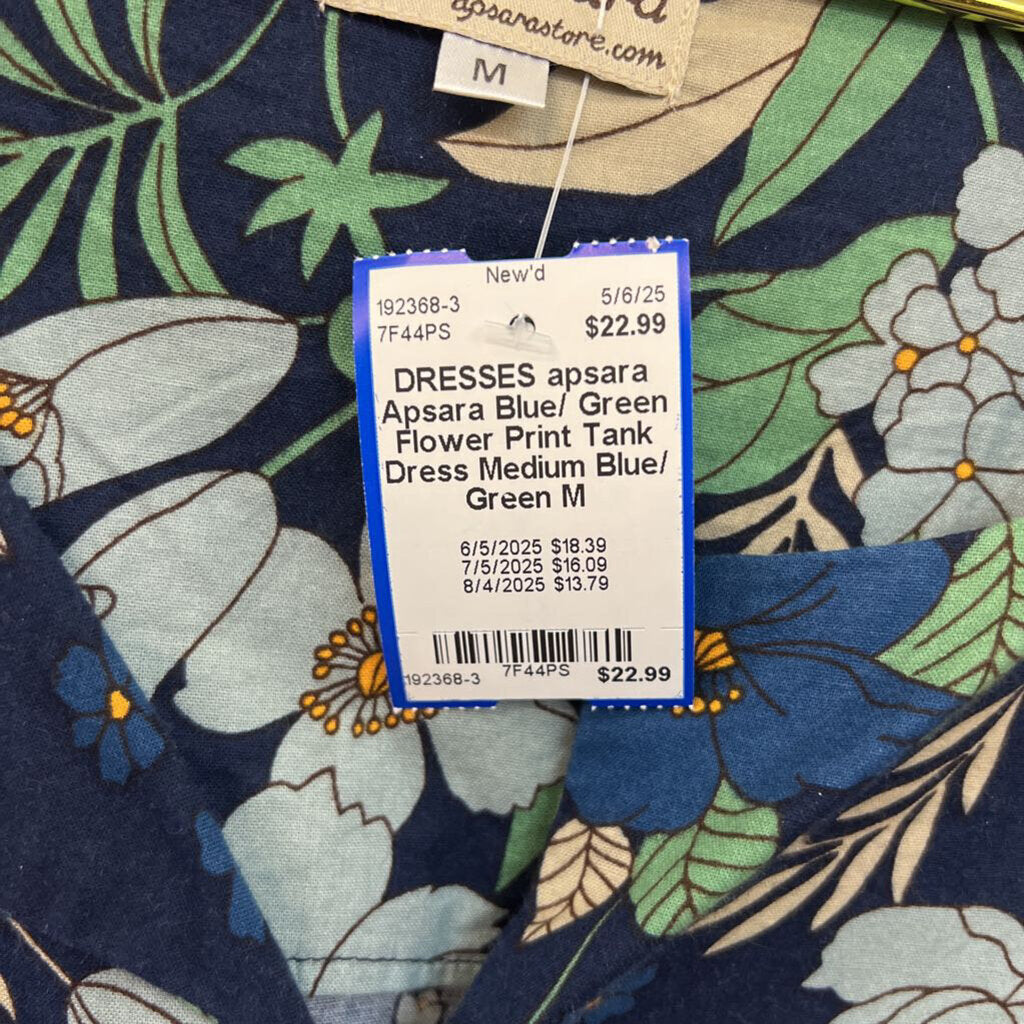 apsarastore.com
M
New'd
192368-3 5/6/25
7F44PS $22.99
DRESSES apsara
Apsara Blue/ Green
Flower Print Tank
Dress Medium Blue/
Green M
6/5/2025 $18.39
7/5/2025 $16.09
8/4/2025 $13.79
192368-3 7F44PS $22.99